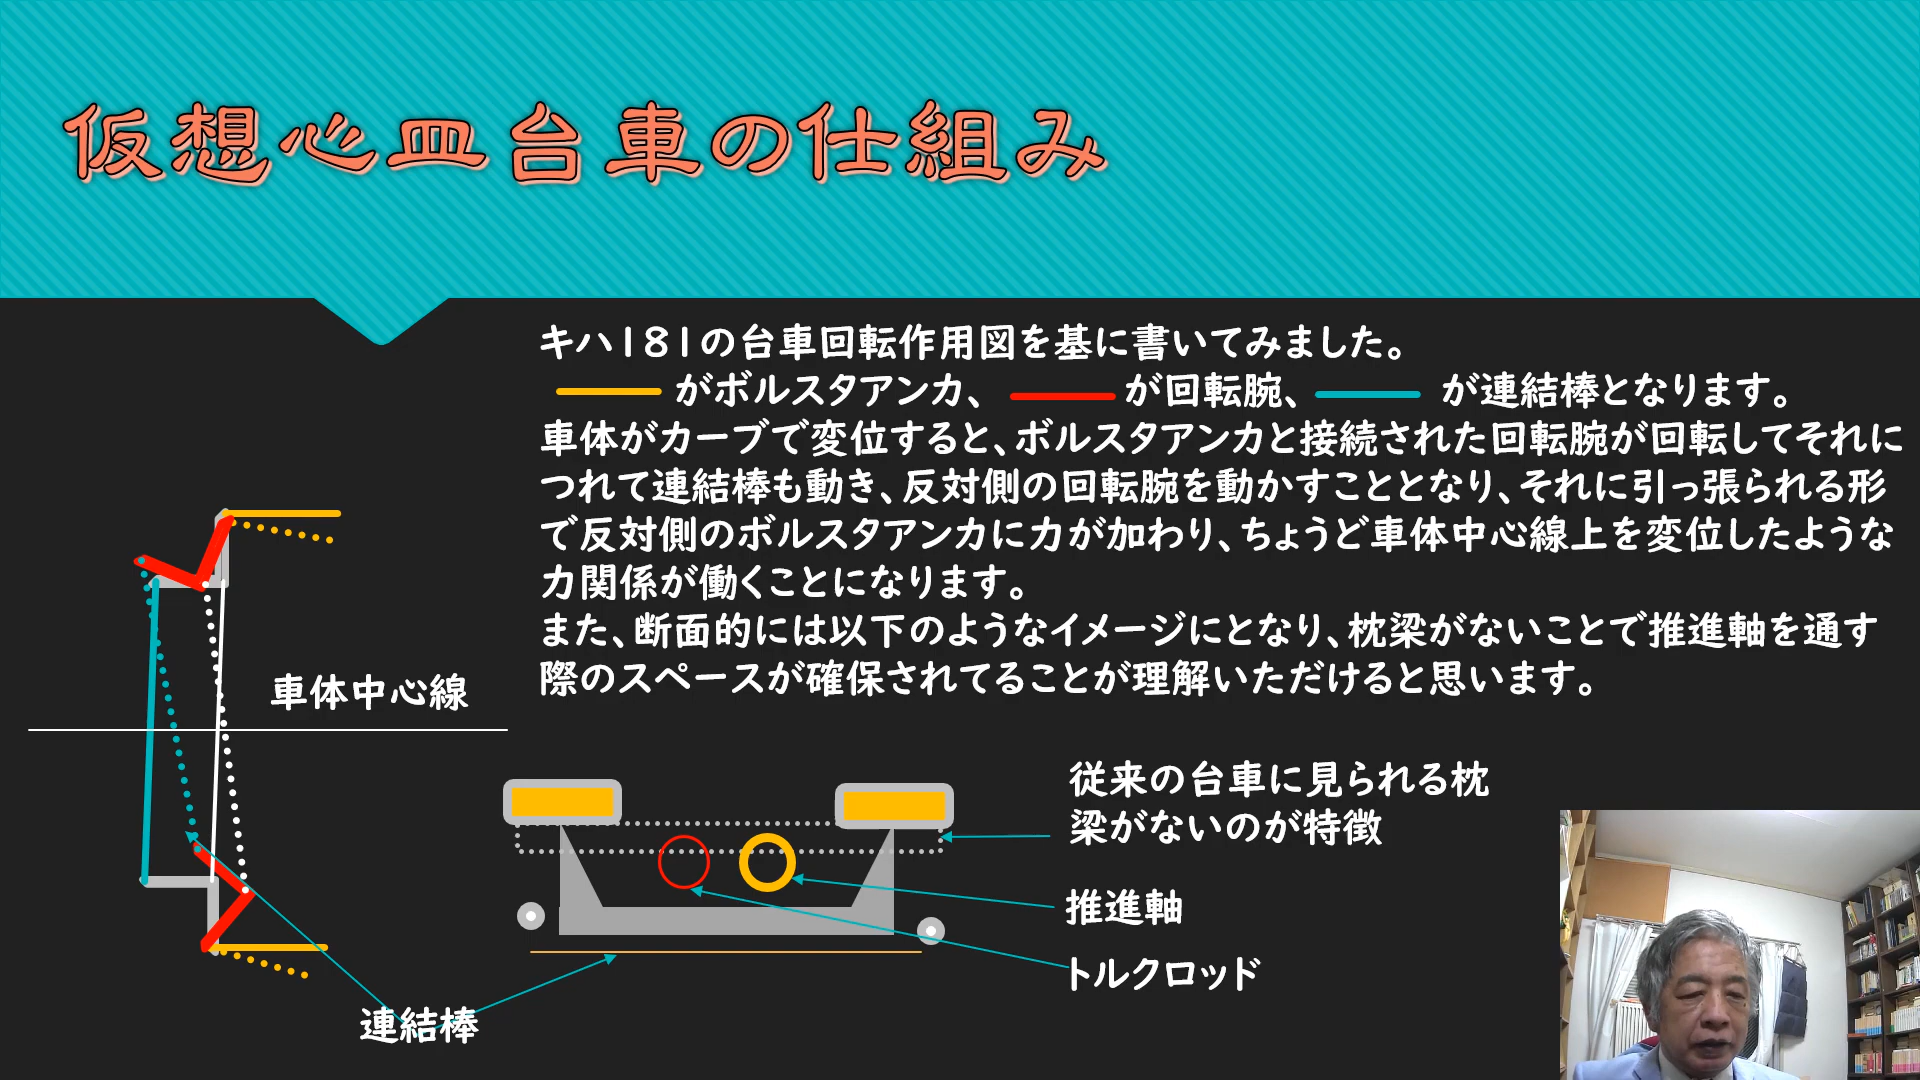 仮想心皿台車の仕組み
キハ181の台車回転作用図を基に書いてみました。
がボルスタアンカ、 が回転腕、 が連結棒となります。
車体がカーブで変位すると、ボルスタアンカと接続された回転腕が回転してそれに
つれて連結棒も動き、反対側の回転腕を動かすこととなり、それに引っ張られる形
で反対側のボルスタアンカに力が加わり、ちょうど車体中心線上を変位したような
力関係が働くことになります。
また、断面的には以下のようなイメージにとなり、枕梁がないことで推進軸を通す
際のスペースが確保されてることが理解いただけると思います。
車体中心線
従来の台車に見られる枕
梁がないのが特徴
推進軸
トルクロッド
連結棒